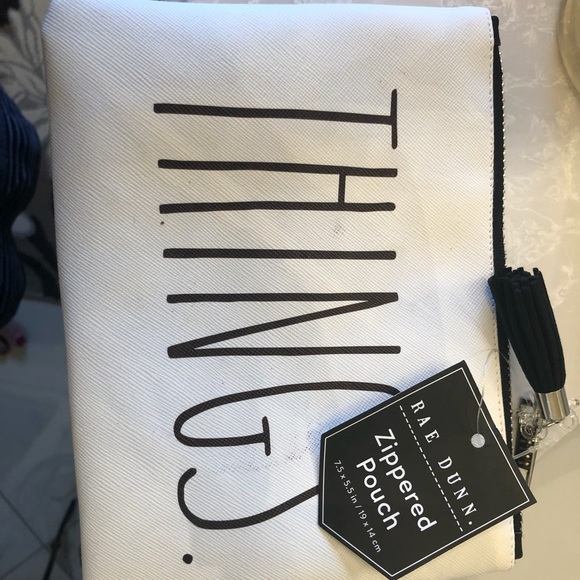 THINGS.
RAE DUNN.
Zippered
Pouch
7.5 x 5.5 in / 19 x 14 cm